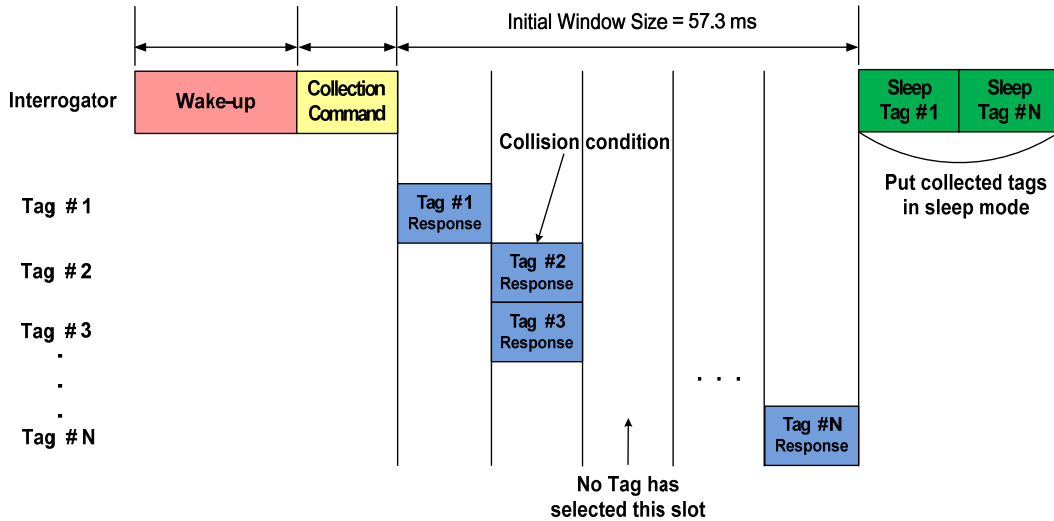 Initial Window Size = 57.3 ms
Interrogator
Wake-up
Collection
Command
Sleep
Tag #1
Sleep
Tag #N
Collision condition
Put collected tags
in sleep mode
Tag #1
Tag #1
Response
Tag #2
Tag #2
Response
Tag #3
Tag #3
Response
. . .
Tag #N
Tag #N
Response
No Tag has
selected this slot